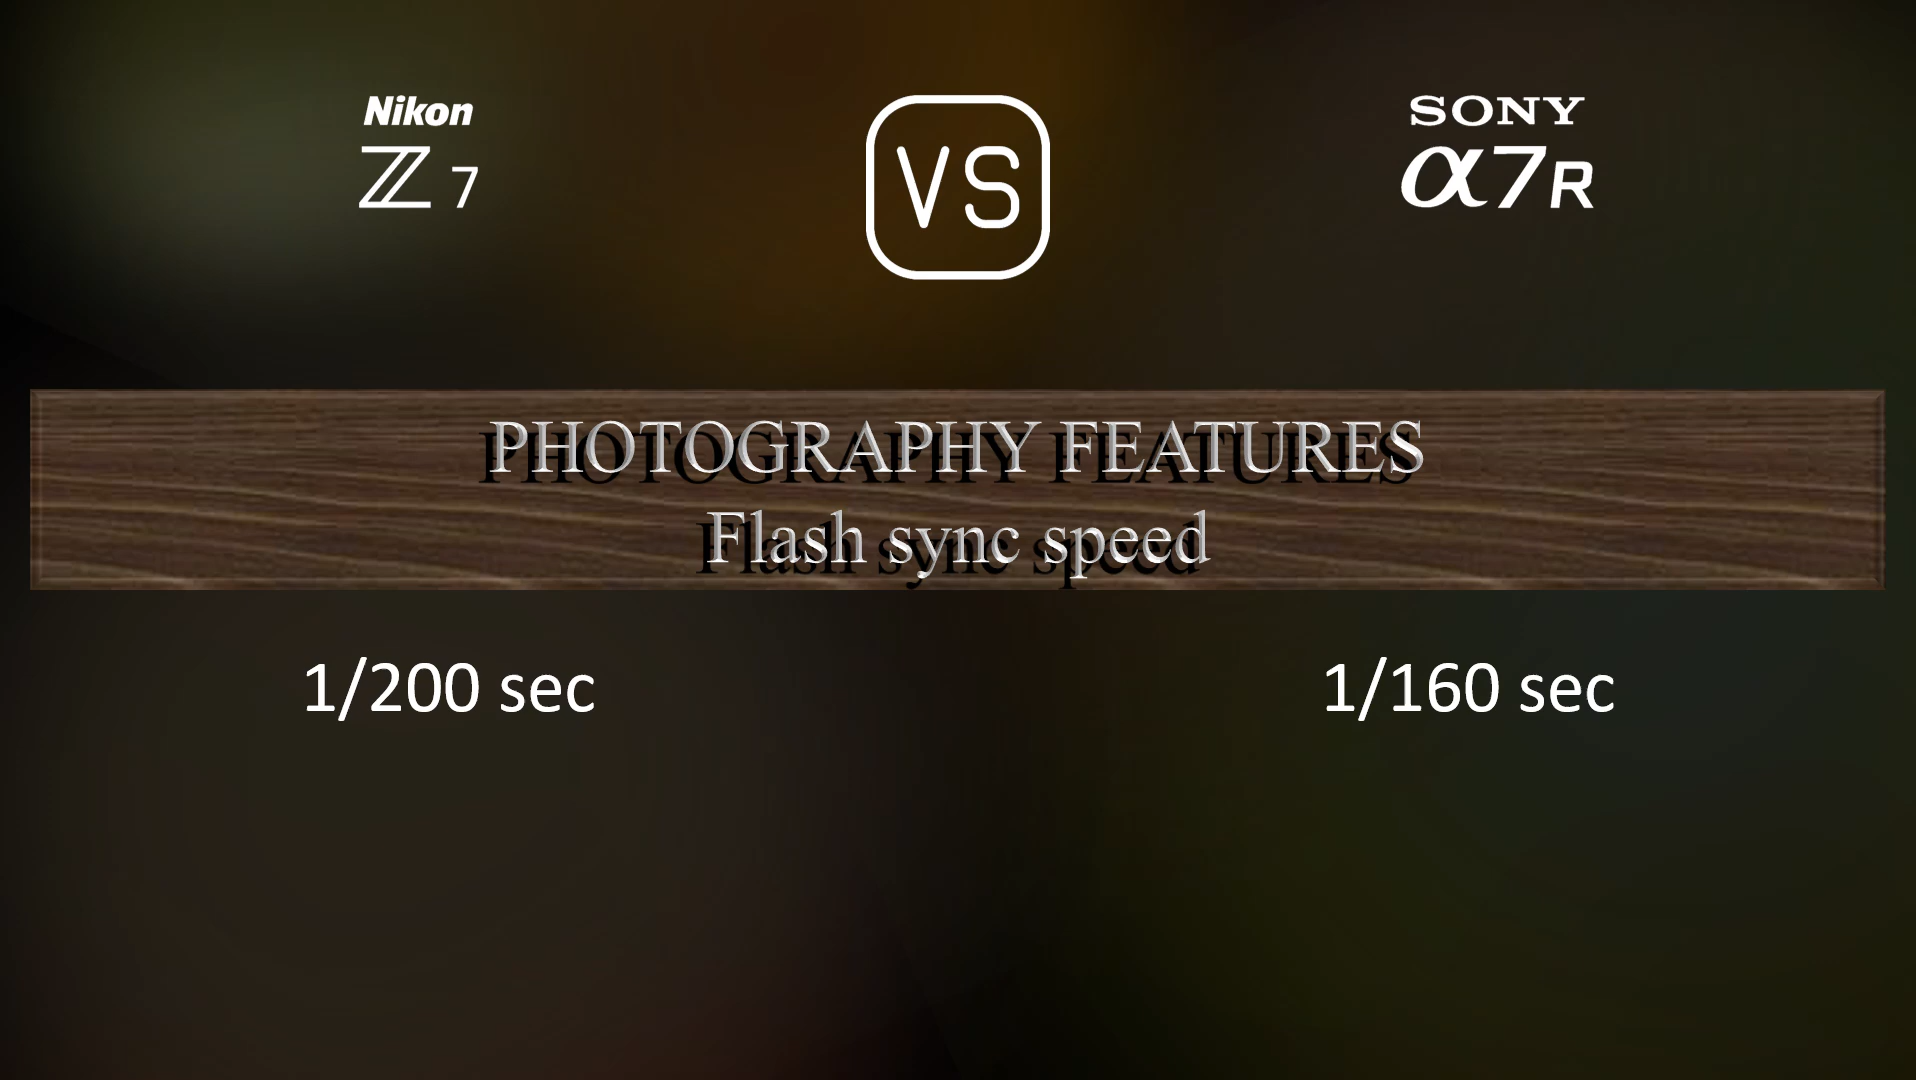 Nikon
Z 7
VS
SONY
α7R
PHOTOGRAPHY FEATURES
Flash sync speed
1/200 sec
1/160 sec